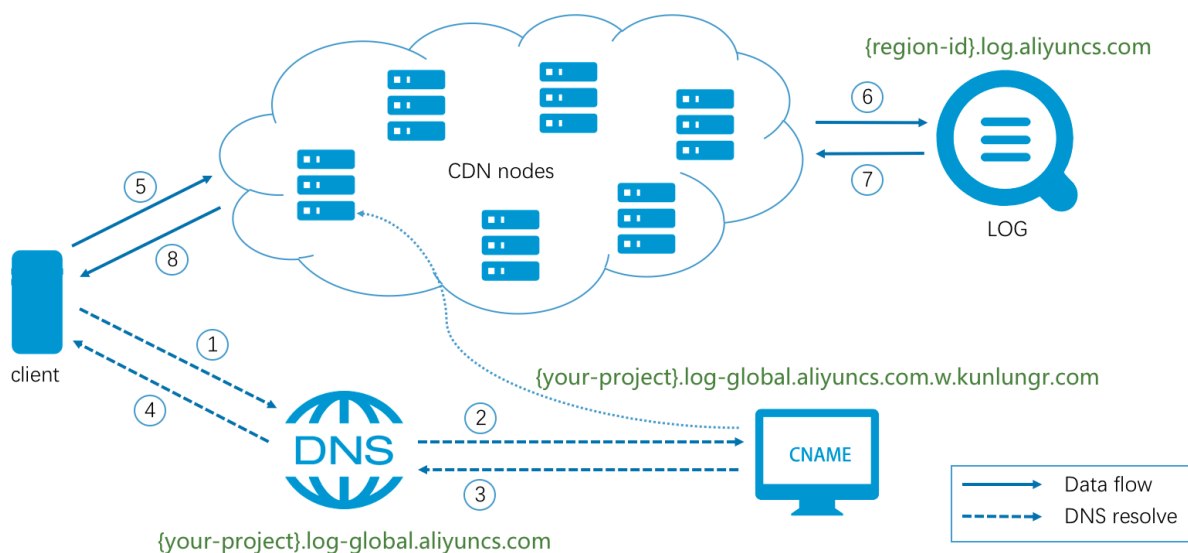 {region-id}.log.aliyuncs.com
6
5
CDN nodes
7
LOG
8
1
client
{your-project}.log-global.aliyuncs.com.w.kunlungr.com
4
2
DNS
CNAME
3
Data flow
DNS resolve
{your-project}.log-global.aliyuncs.com